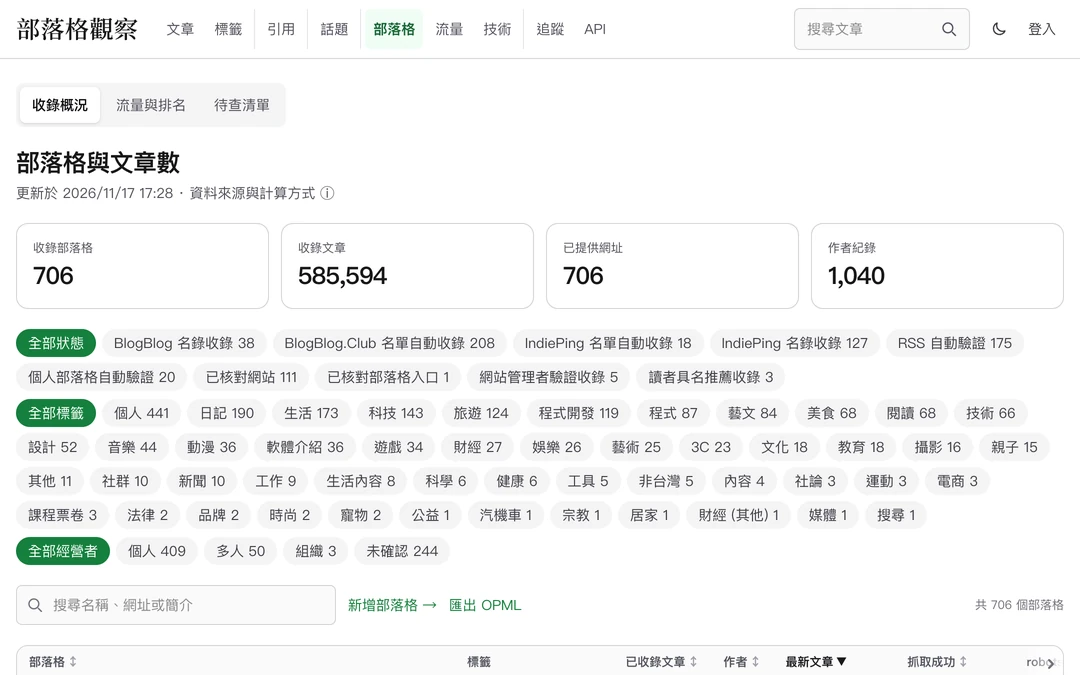 部落格觀察 文章 標籤 引用 話題 部落格 流量 技術 追蹤 API 搜尋文章 登入
收錄概況 流量與排名 待查清單
部落格與文章數
更新於 2026/11/17 17:28 · 資料來源與計算方式
收錄部落格 收錄文章 已提供網址 作者紀錄
706 585,594 706 1,040
全部狀態 BlogBlog 名錄收錄 38 BlogBlog.Club 名單自動收錄 208 IndiePing 名單自動收錄 18 IndiePing 名錄收錄 127 RSS 自動驗證 175
個人部落格自動驗證 20 已核對網站 111 已核對部落格入口 1 網站管理者驗證收錄 5 讀者具名推薦收錄 3
全部標籤 個人 441 日記 190 生活 173 科技 143 旅遊 124 程式開發 119 程式 87 藝文 84 美食 68 閱讀 68 技術 66
設計 52 音樂 44 動漫 36 軟體介紹 36 遊戲 34 財經 27 娛樂 26 藝術 25 3C 23 文化 18 教育 18 攝影 16 親子 15
其他 11 社群 10 新聞 10 工作 9 生活內容 8 科學 6 健康 6 工具 5 非台灣 5 內容 4 社論 3 運動 3 電商 3
課程票卷 3 法律 2 品牌 2 時尚 2 寵物 2 公益 1 汽機車 1 宗教 1 居家 1 財經 (其他) 1 媒體 1 搜尋 1
全部經營者 個人 409 多人 50 組織 3 未確認 244
搜尋名稱、網址或簡介 新增部落格 → 匯出 OPML 共 706 個部落格
部落格 標籤 已收錄文章 作者 最新文章 ▼ 抓取成功